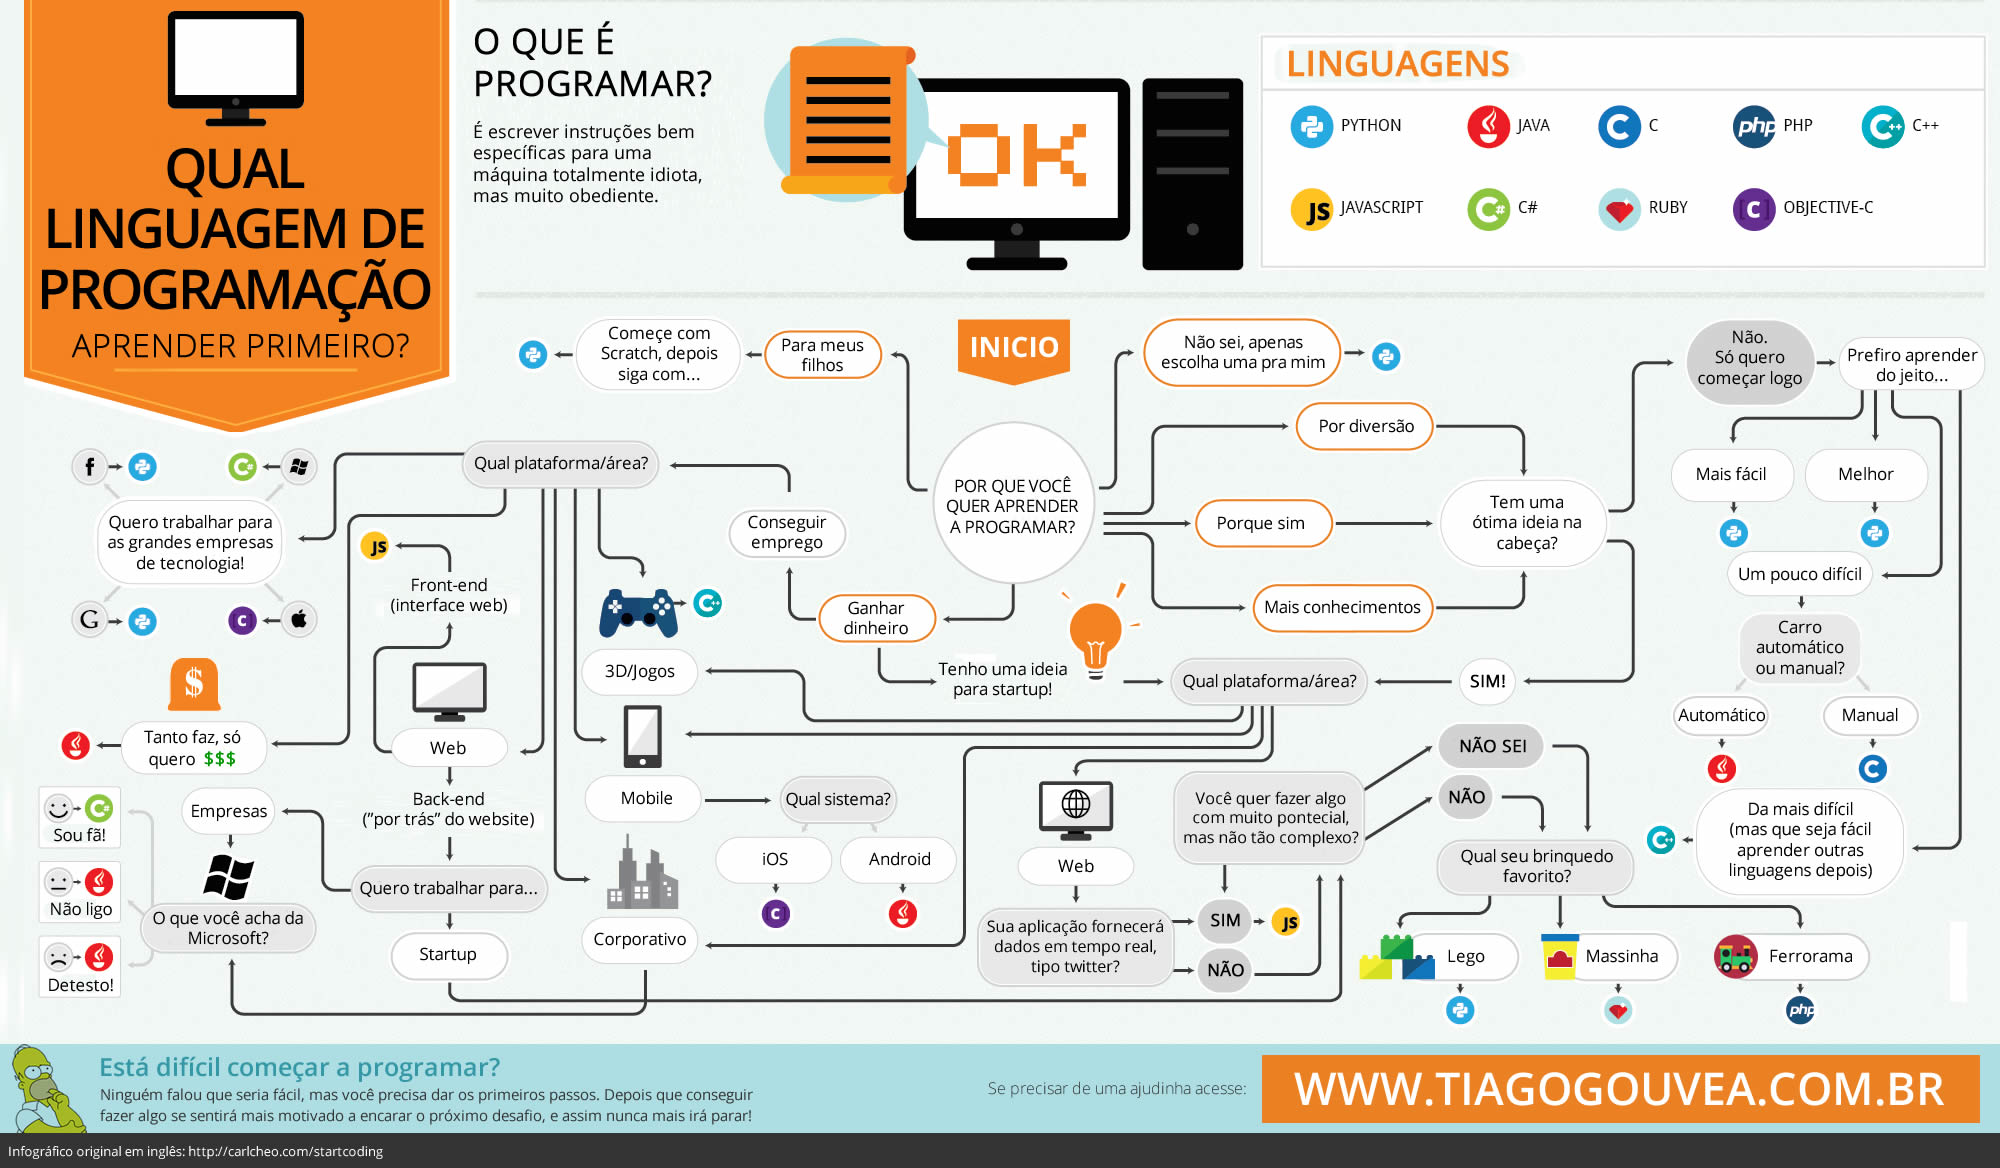 QUAL
LINGUAGEM DE
PROGRAMAÇÃO
APRENDER PRIMEIRO?
O QUE É
PROGRAMAR?
É escrever instruções bem
específicas para uma
máquina totalmente idiota,
mas muito obediente.
OK
LINGUAGENS
PYTHON
JAVA
C
php PHP
C++ C++
JS JAVASCRIPT
C# C#
RUBY
C OBJECTIVE-C
INICIO
POR QUE VOCÊ
QUER APRENDER
A PROGRAMAR?
Para meus
filhos
Começe com
Scratch, depois
siga com...
Não sei, apenas
escolha uma pra mim
Por diversão
Porque sim
Mais conhecimentos
Tem uma
ótima ideia na
cabeça?
Não.
Só quero
começar logo
Prefiro aprender
do jeito...
Mais fácil
Melhor
Um pouco difícil
Carro
automático
ou manual?
Automático
Manual
C
Da mais difícil
(mas que seja fácil
aprender outras
linguagens depois)
C++
SIM!
Qual plataforma/área?
Tenho uma ideia
para startup!
Ganhar
dinheiro
Conseguir
emprego
Qual plataforma/área?
Quero trabalhar para
as grandes empresas
de tecnologia!
f
C#
G
C
$
Tanto faz, só
quero $$$
JS
Front-end
(interface web)
Web
Back-end
("por trás" do website)
Quero trabalhar para...
Empresas
Startup
O que você acha da
Microsoft?
C#
Sou fã!
Não ligo
Detesto!
C++
3D/Jogos
Mobile
Qual sistema?
iOS
Android
C
Corporativo
Web
Sua aplicação fornecerá
dados em tempo real,
tipo twitter?
SIM
JS
NÃO
Você quer fazer algo
com muito pontecial,
mas não tão complexo?
NÃO SEI
NÃO
Qual seu brinquedo
favorito?
Lego
Massinha
Ferrorama
php
Está difícil começar a programar?
Ninguém falou que seria fácil, mas você precisa dar os primeiros passos. Depois que conseguir
fazer algo se sentirá mais motivado a encarar o próximo desafio, e assim nunca mais irá parar!
Se precisar de uma ajudinha acesse:
WWW.TIAGOGOUVEA.COM.BR
Infográfico original em inglês: http://carlcheo.com/startcoding